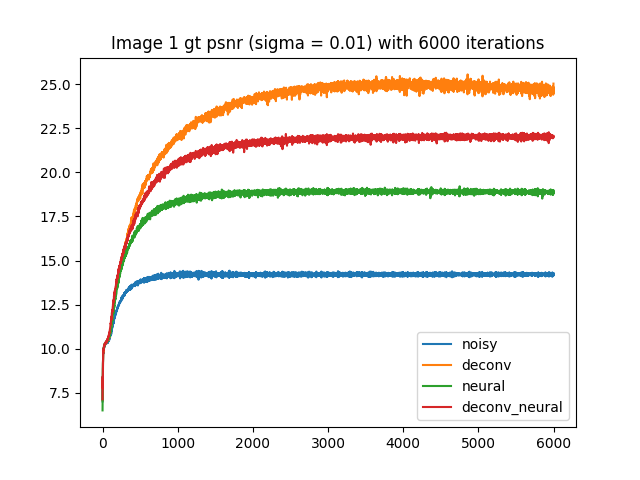 Image 1 gt psnr (sigma = 0.01) with 6000 iterations
25.0
22.5
20.0
17.5
15.0
12.5
10.0
7.5
noisy
deconv
neural
deconv_neural
0 1000 2000 3000 4000 5000 6000